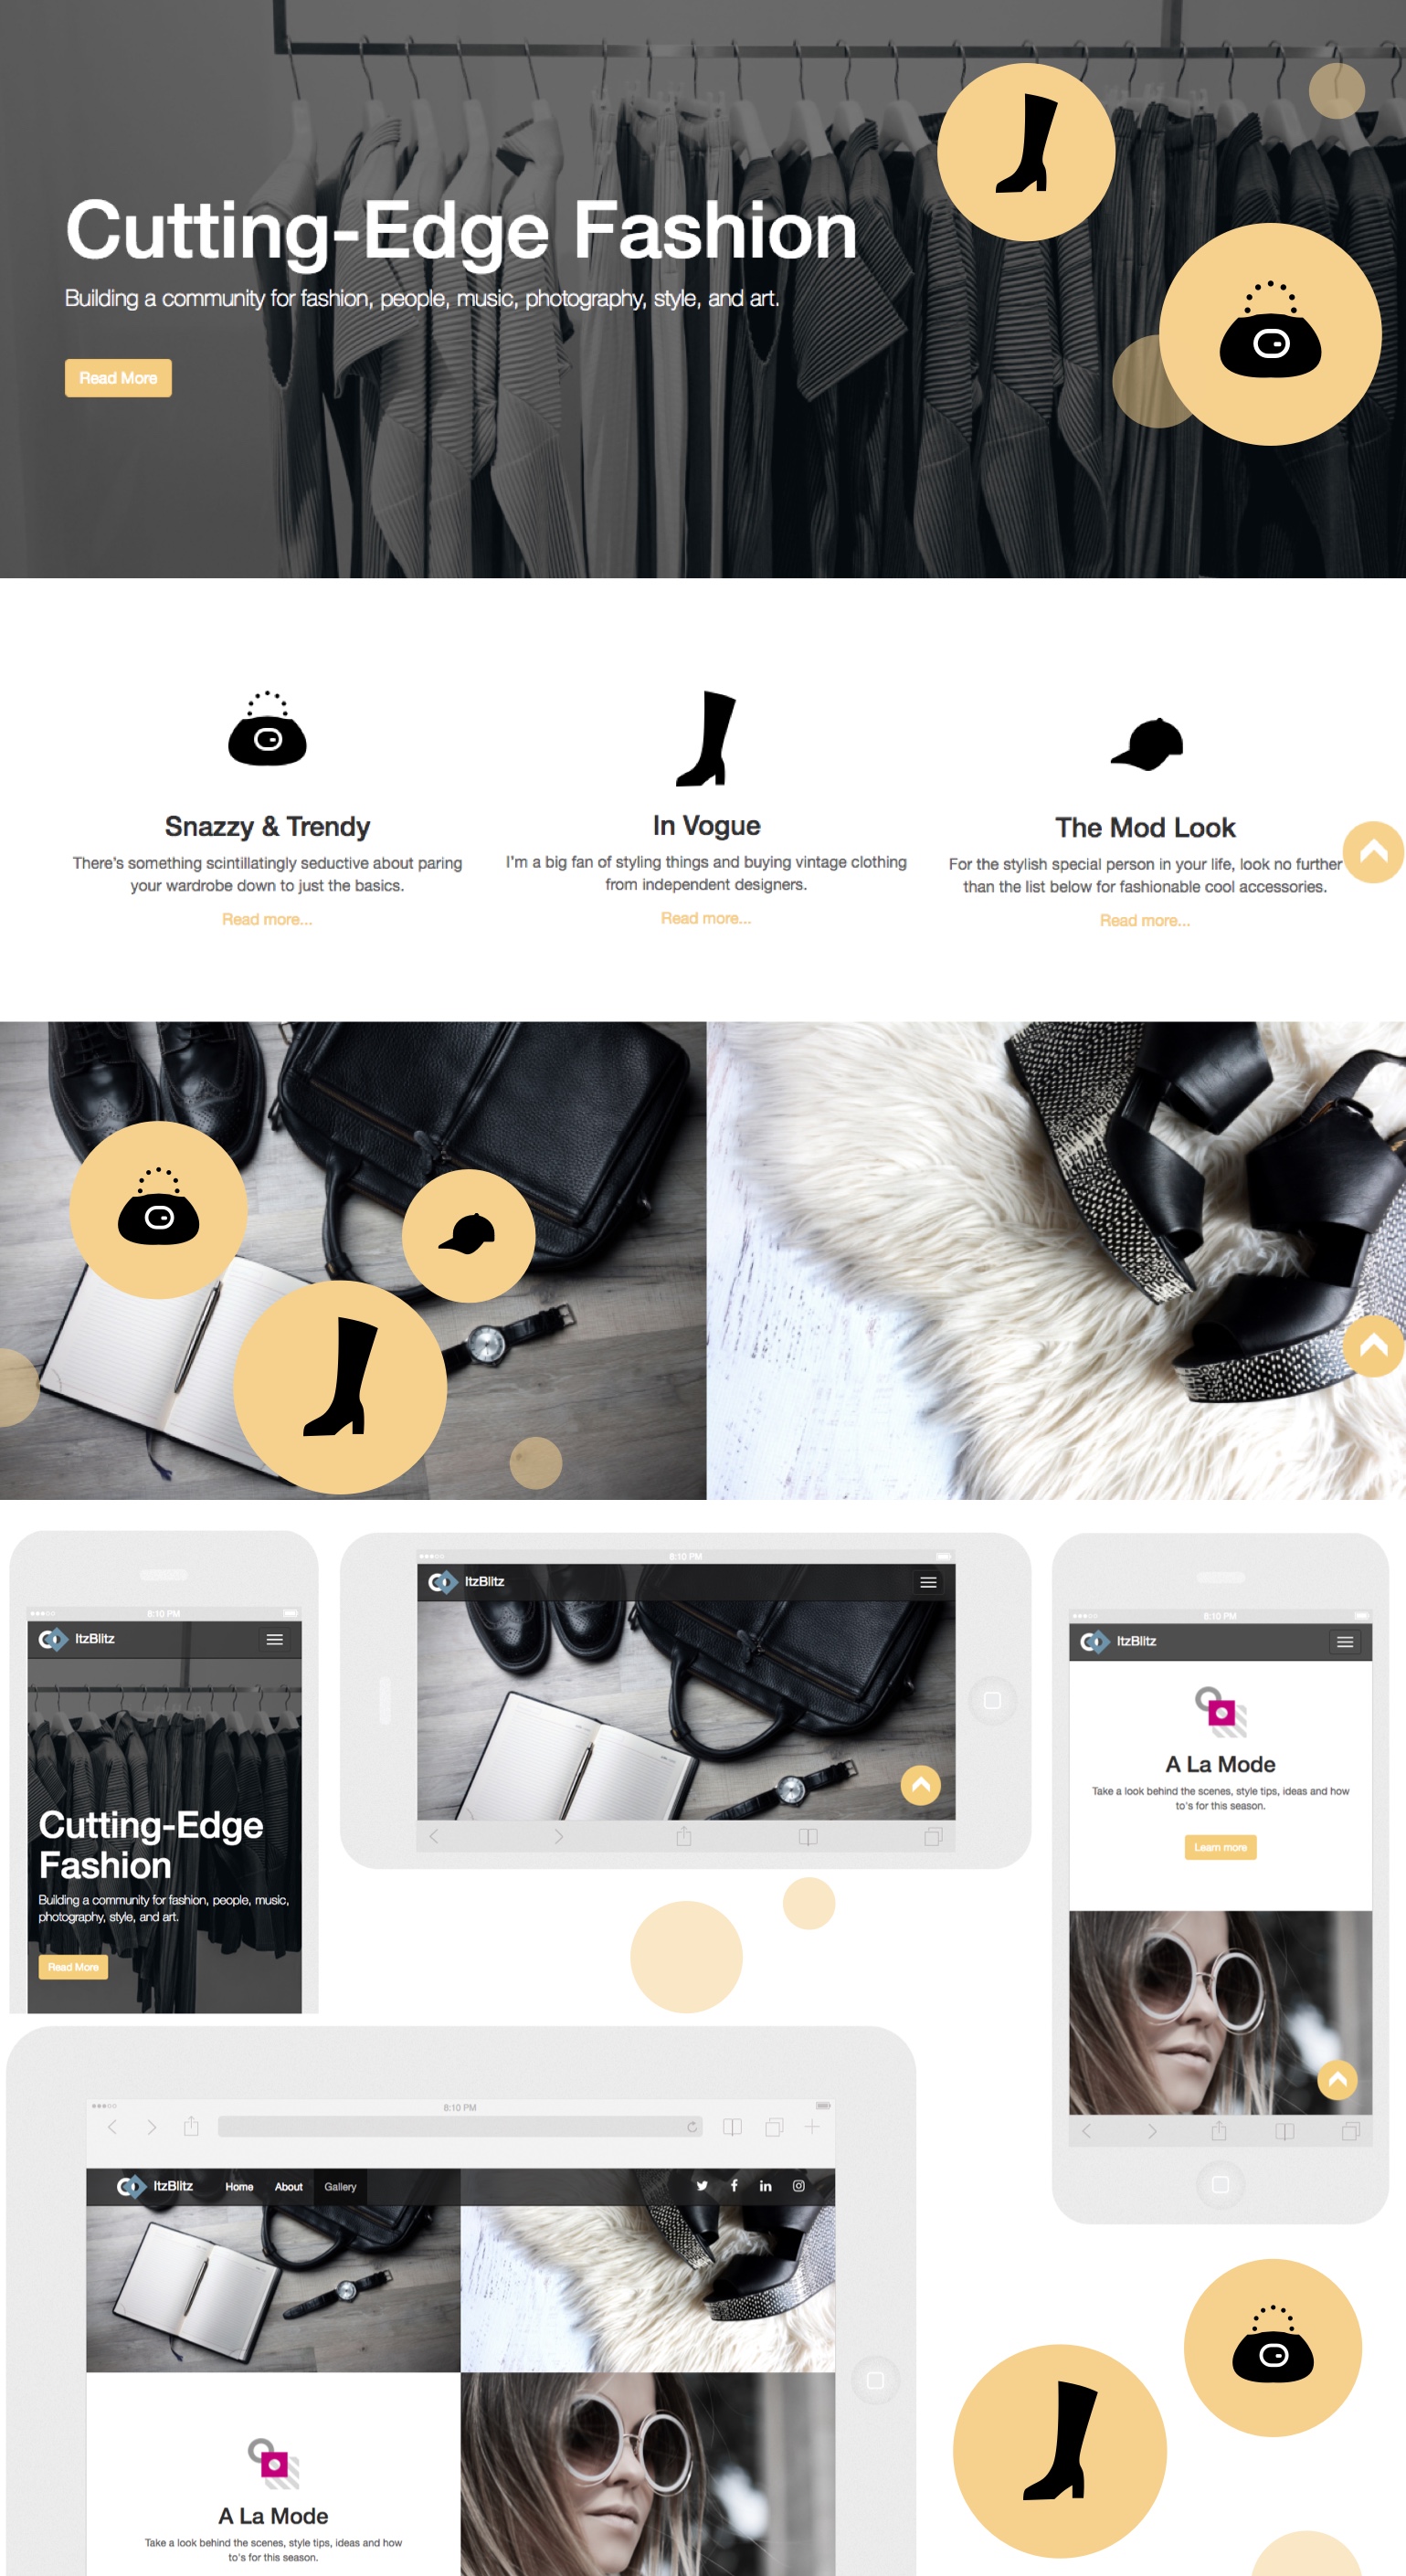 Cutting-Edge Fashion
Building a community for fashion, people, music, photography, style, and art.
Read More
Snazzy & Trendy
There's something scintillatingly seductive about paring
your wardrobe down to just the basics.
Read more...
In Vogue
I'm a big fan of styling things and buying vintage clothing
from independent designers.
Read more...
The Mod Look
For the stylish special person in your life, look no further
than the list below for fashionable cool accessories.
Read more...
8:10 PM
ItzBlitz
Cutting-Edge
Fashion
Building a community for fashion, people, music,
photography, style, and art.
Read More
8:10 PM
ItzBlitz
8:10 PM
ItzBlitz
A La Mode
Take a look behind the scenes, style tips, ideas and how
to's for this season.
Learn more
8:10 PM
ItzBlitz Home About Gallery
A La Mode
Take a look behind the scenes, style tips, ideas and how
to's for this season.